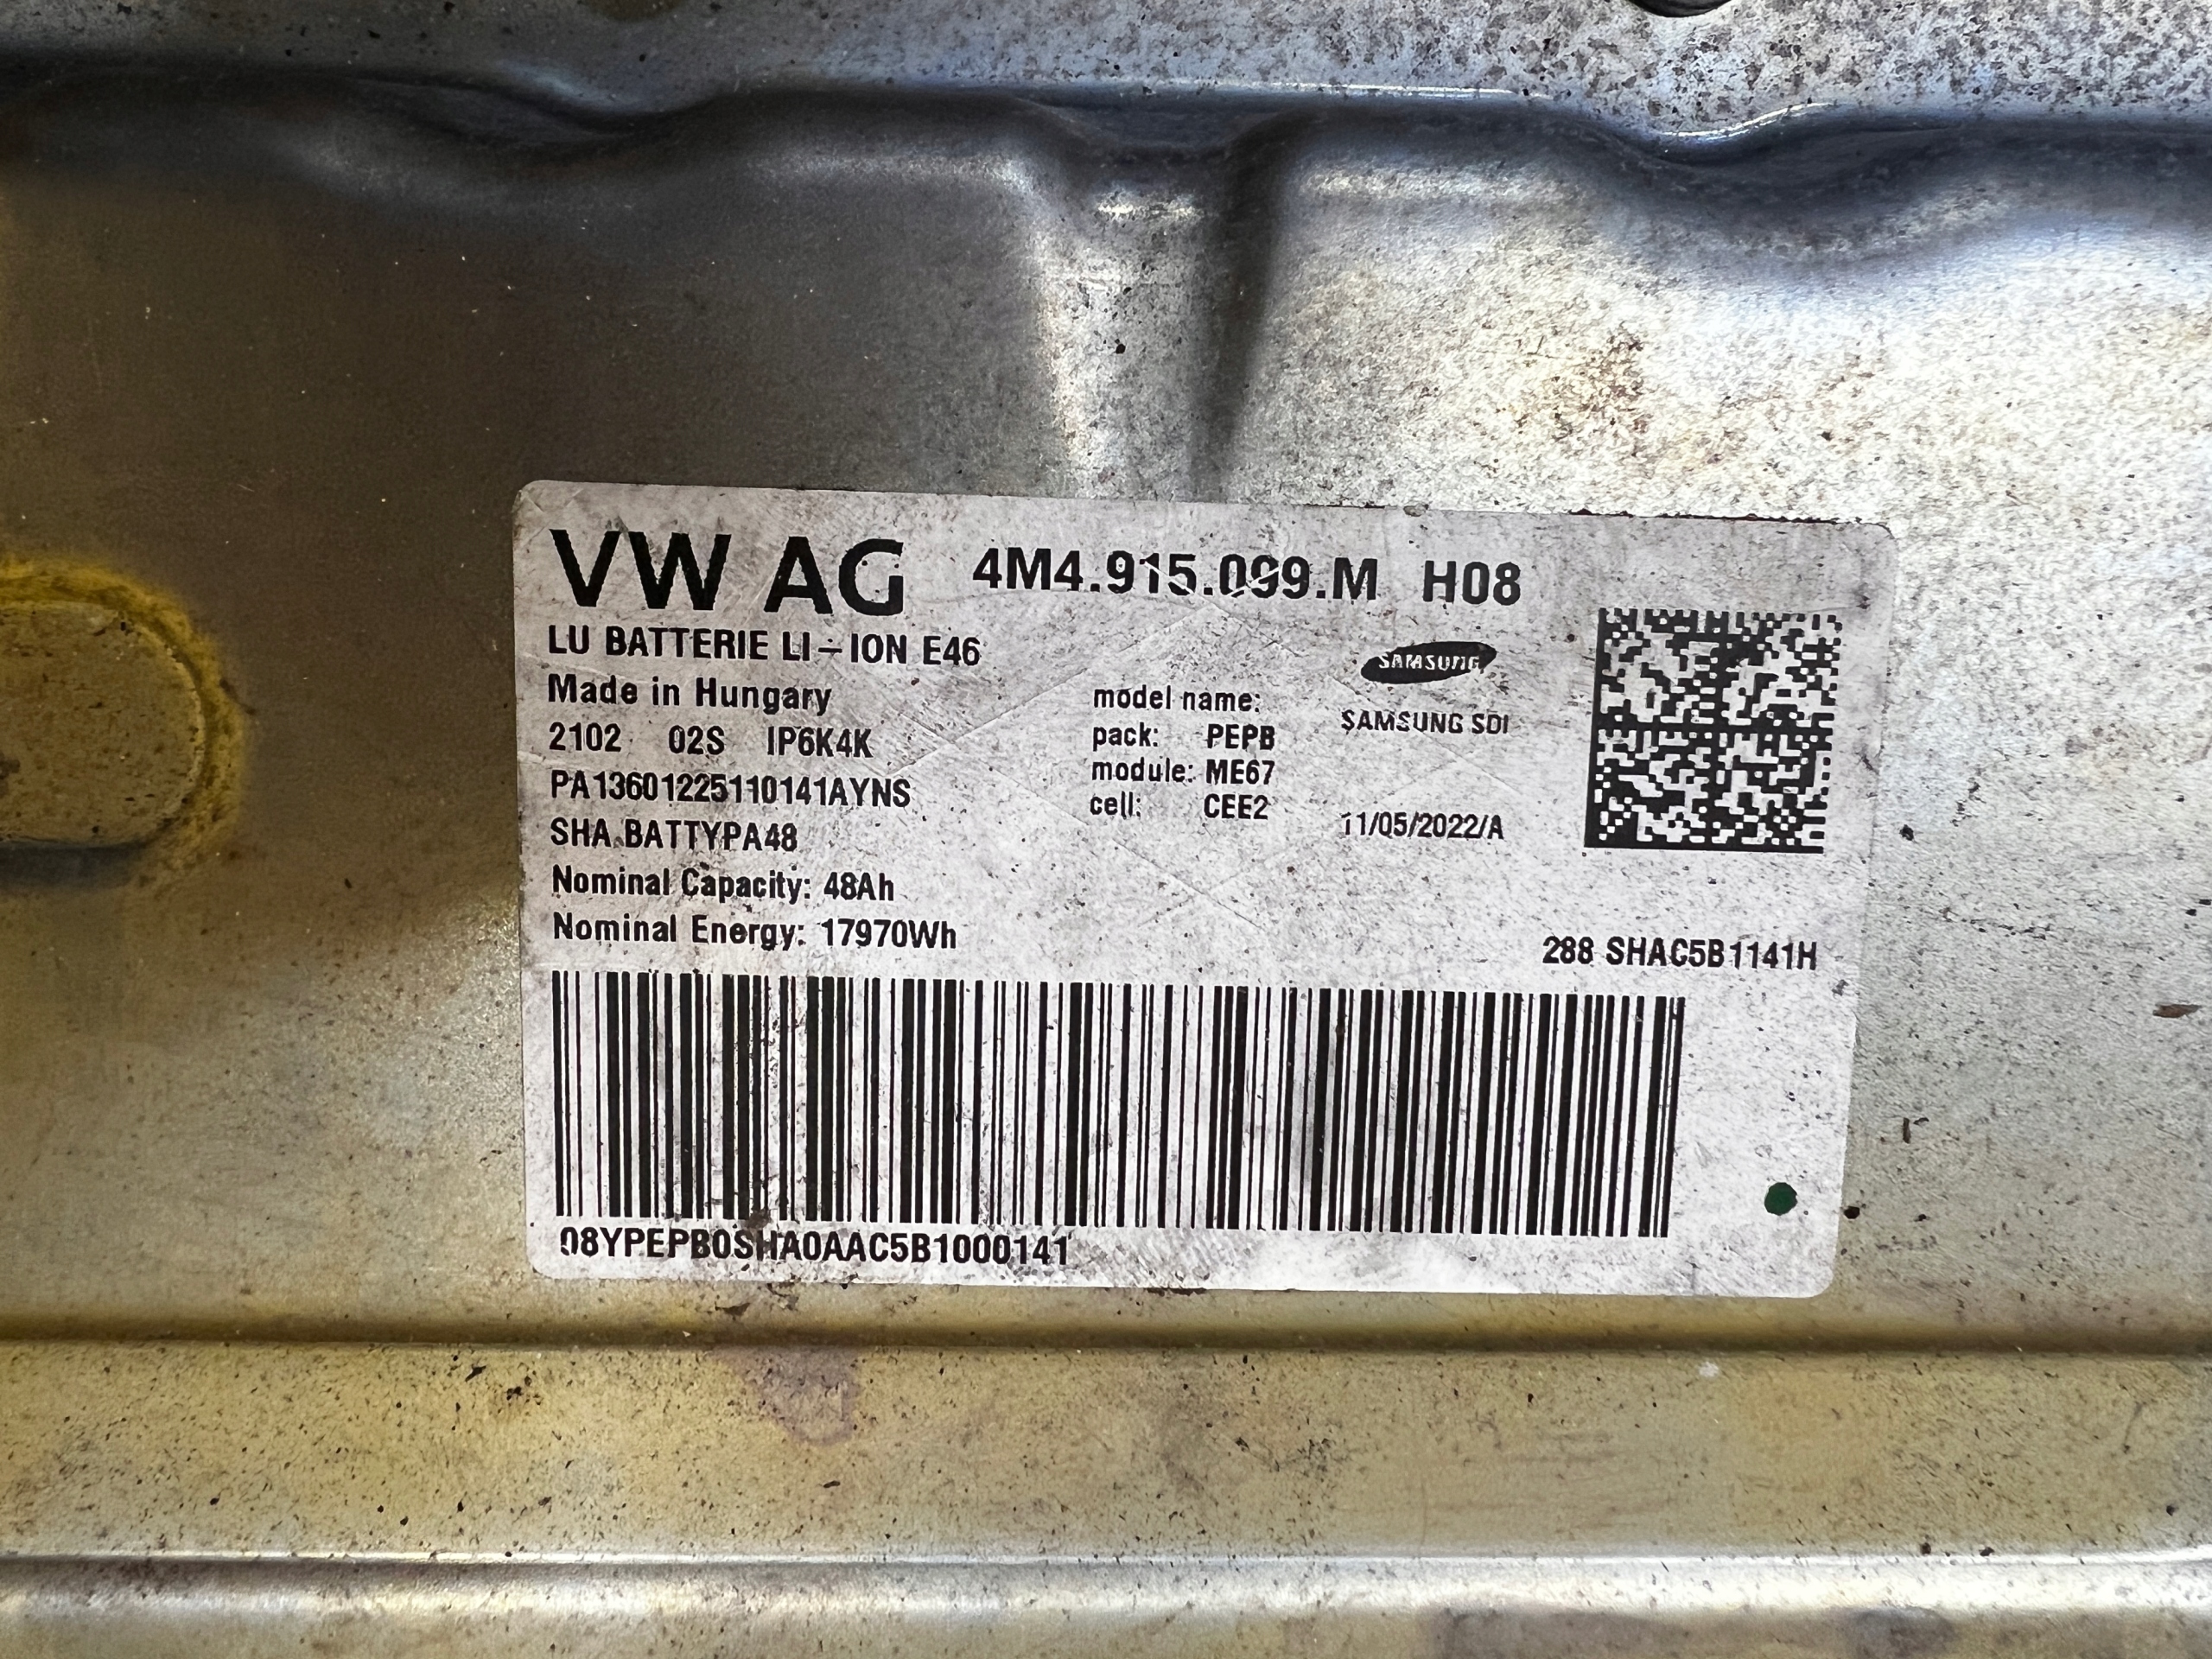 VW AG 4M4.915.099.M H08
LU BATTERIE LI-ION E46
Made in Hungary
2102 02S IP6K4K
PA13601225110141AYNS
SHA.BATTYPA48
Nominal Capacity: 48Ah
Nominal Energy: 17970Wh
model name:
pack: PEPB
module: ME67
cell: CEE2
SAMSUNG
SAMSUNG SDI
11/05/2022/A
288 SHAC5B1141H
08YPEPB0SHA0AAC5B1000141